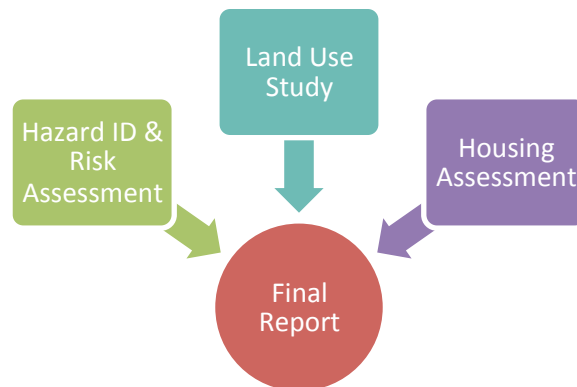 Land Use
Study
Hazard ID &
Risk
Assessment
Housing
Assessment
Final
Report